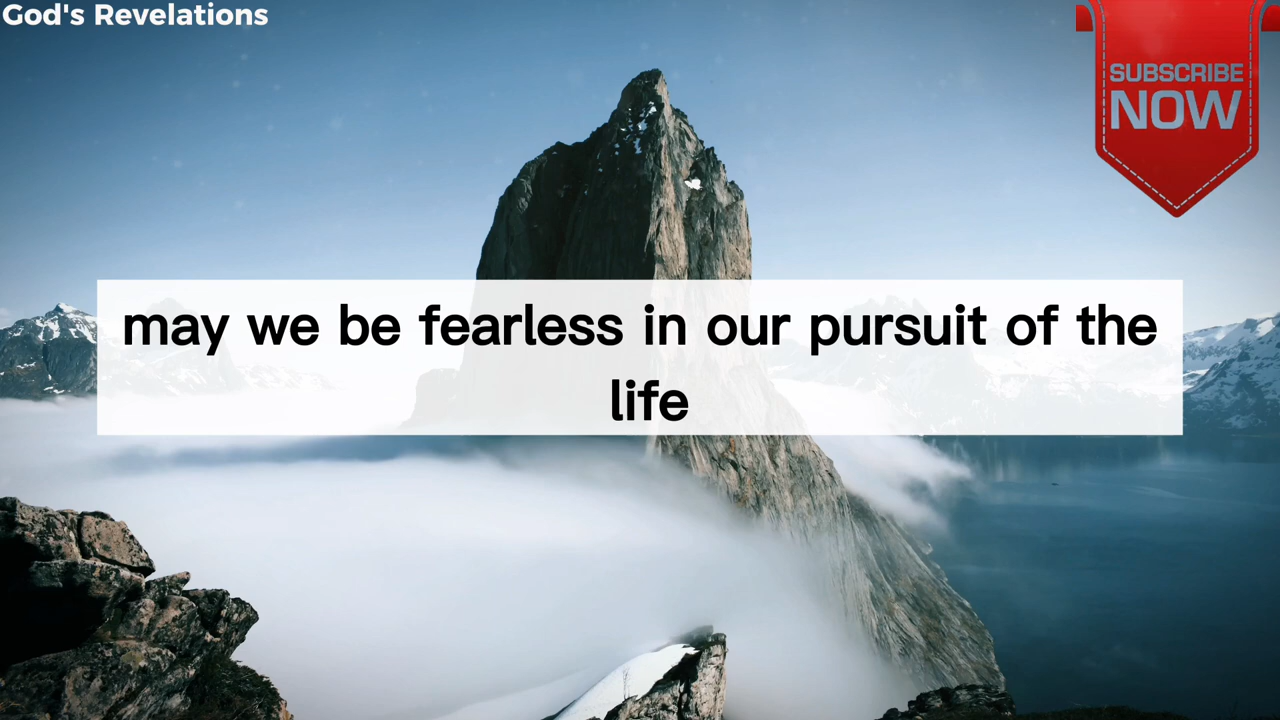 God's Revelations
SUBSCRIBE
NOW
may we be fearless in our pursuit of the
life